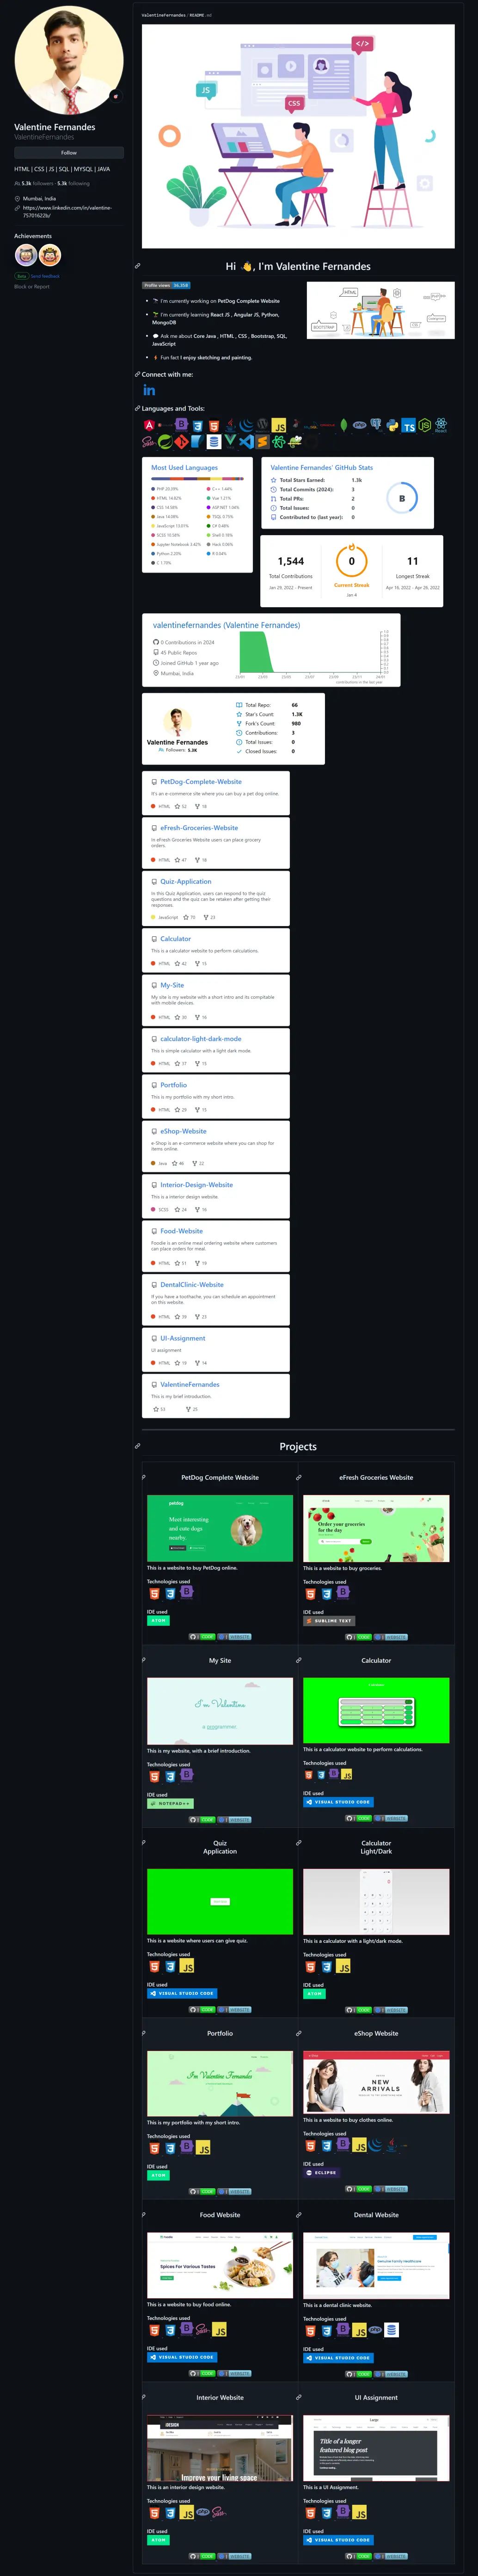 Valentine Fernandes
ValentineFernandes
Follow
HTML | CSS | JS | SQL | MYSQL | JAVA
5.3k followers · 5.3k following
Mumbai, India
https://www.linkedin.com/in/valentine-
75701622b/
Achievements
Beta Send feedback
Block or Report
ValentineFernandes / README.md
</>
JS
CSS
Hi 👋, I'm Valentine Fernandes
Profile views 36,358
🔭 I'm currently working on PetDog Complete Website
🌱 I'm currently learning React JS , Angular JS, Python,
MongoDB
💬 Ask me about Core Java , HTML , CSS , Bootstrap, SQL,
JavaScript
⚡ Fun fact I enjoy sketching and painting.
HTML
BOOTSTRAP
Connect with me:
in
Languages and Tools:
Most Used Languages
PHP 20.39%
HTML 14.82%
CSS 14.08%
Java 14.08%
JavaScript 13.91%
SCSS 10.58%
Jupyter Notebook 3.02%
Python 2.20%
C 1.70%
C++ 1.44%
Vue 1.21%
ASP.NET 1.06%
TSQL 0.75%
C# 0.48%
Shell 0.18%
Hack 0.06%
R 0.04%
Valentine Fernandes' GitHub Stats
Total Stars Earned: 1.3k
Total Commits (2024): 3
Total PRs: 2
Total Issues: 0
Contributed to (last year): 0
B
1,544
Total Contributions
Jan 29, 2022 - Present
0
Current Streak
Jan 4
11
Longest Streak
Apr 16, 2022 - Apr 26, 2022
valentinefernandes (Valentine Fernandes)
0 Contributions in 2024
45 Public Repos
Joined GitHub 1 year ago
Mumbai, India
contributions in the last year
Valentine Fernandes
Followers 5.3K
Total Repo: 66
Star's Count: 1.3K
Fork's Count: 980
Contributions: 3
Total Issues: 0
Closed Issues: 0
PetDog-Complete-Website
It's an e-commerce site where you can buy a pet dog online.
HTML 52 18
eFresh-Groceries-Website
In eFresh Groceries Website users can place grocery
orders.
HTML 47 18
Quiz-Application
In this Quiz Application, users can respond to the quiz
questions and the quiz can be retaken after getting their
responses.
JavaScript 70 23
Calculator
This is a calculator website to perform calculations.
HTML 42 13
My-Site
My site is my website with a short intro and its compitable
with mobile devices.
HTML 30 16
calculator-light-dark-mode
This is simple calculator with a light dark mode.
HTML 37 15
Portfolio
This is my portfolio with my short intro.
HTML 29 15
eShop-Website
e-Shop is an e-commerce website where you can shop for
items online.
Java 46 22
Interior-Design-Website
This is a interior design website.
SCSS 24 16
Food-Website
Foodie is an online meal ordering website where customers
can place orders for meal.
HTML 51 19
DentalClinic-Website
If you have a toothache, you can schedule an appointment
on this website.
HTML 39 23
UI-Assignment
UI assignment
HTML 19 14
ValentineFernandes
This is my brief introduction.
53 25
Projects
PetDog Complete Website
petdog
Meet interesting
and cute dogs
nearby.
This is a website to buy PetDog online.
Technologies used
IDE used
ATOM
CODE WEBSITE
eFresh Groceries Website
Order your groceries
for the day
This is a website to buy groceries.
Technologies used
IDE used
SUBLIME TEXT
CODE WEBSITE
My Site
I'm Valentine
a programmer.
This is my website, with a brief introduction.
Technologies used
IDE used
NOTEPAD++
CODE WEBSITE
Calculator
This is a calculator website to perform calculations.
Technologies used
IDE used
VISUAL STUDIO CODE
CODE WEBSITE
Quiz
Application
This is a website where users can give quiz.
Technologies used
IDE used
VISUAL STUDIO CODE
CODE WEBSITE
Calculator
Light/Dark
This is a calculator with a light/dark mode.
Technologies used
IDE used
ATOM
CODE WEBSITE
Portfolio
I'm Valentine Fernandes
This is my portfolio with my short intro.
Technologies used
IDE used
ATOM
CODE WEBSITE
eShop Website
NEW
ARRIVALS
This is a website to buy clothes online.
Technologies used
IDE used
ECLIPSE
CODE WEBSITE
Food Website
Spices For Various Tastes
This is a website to buy food online.
Technologies used
IDE used
VISUAL STUDIO CODE
CODE WEBSITE
Dental Website
Genuine Family Healthcare
This is a dental clinic website.
Technologies used
IDE used
VISUAL STUDIO CODE
CODE WEBSITE
Interior Website
iDESIGN
Improve your living space
This is an interior design website.
Technologies used
IDE used
ATOM
CODE WEBSITE
UI Assignment
Large
Title of a longer
featured blog post
This is a UI Assignment.
Technologies used
IDE used
VISUAL STUDIO CODE
CODE WEBSITE